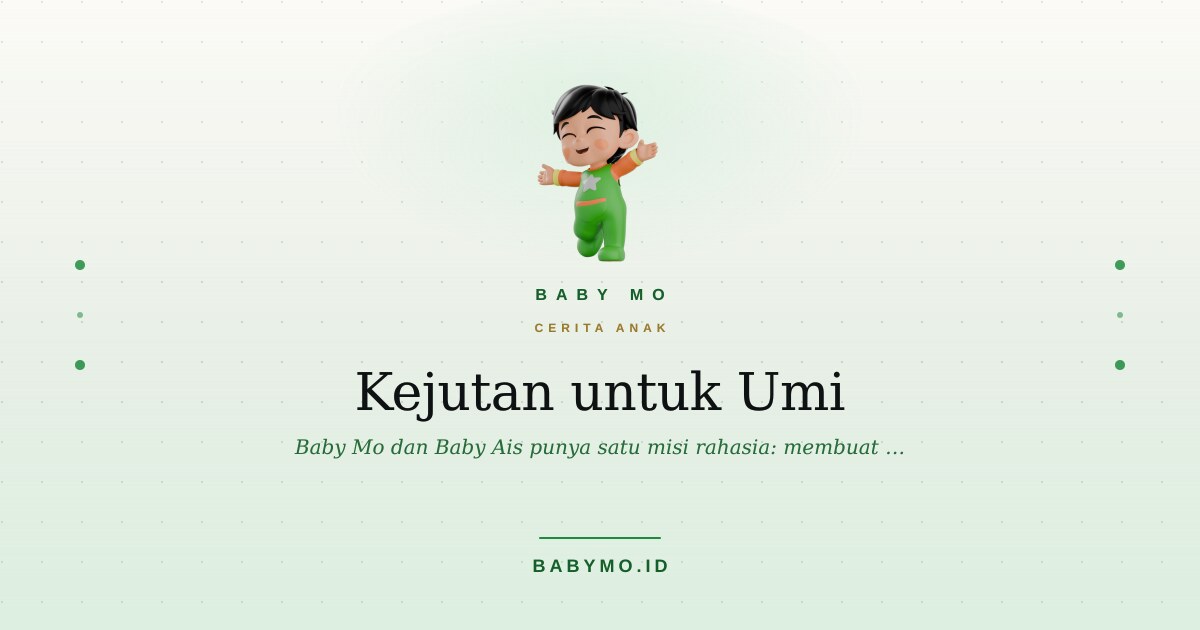 BABY MO
CERITA ANAK
Kejutan untuk Umi
Baby Mo dan Baby Ais punya satu misi rahasia: membuat ...
BABYMO.ID